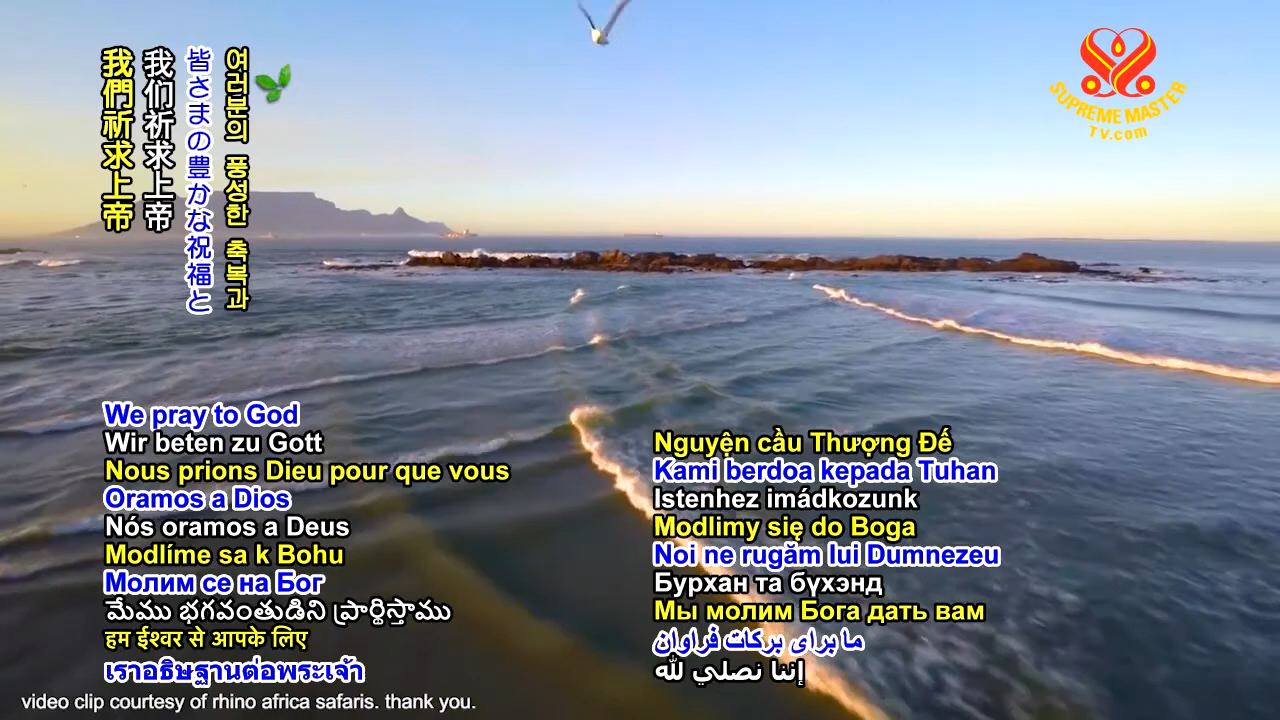 我們祈求上帝
我们祈求上帝
皆さまの豊かな祝福と
여러분의 풍성한 축복과
SUPREME MASTER
TV.com
We pray to God
Wir beten zu Gott
Nous prions Dieu pour que vous
Oramos a Dios
Nós oramos a Deus
Modlíme sa k Bohu
Молим се на Бог
మేము భగవంతుడిని ప్రార్థిస్తాము
हम ईश्वर से आपके लिए
เราอธิษฐานต่อพระเจ้า
Nguyện cầu Thượng Đế
Kami berdoa kepada Tuhan
Istenhez imádkozunk
Modlimy się do Boga
Noi ne rugăm lui Dumnezeu
Бурхан та бүхэнд
Мы молим Бога дать вам
ما برای برکات فراوان
إننا نصلي لله
video clip courtesy of rhino africa safaris. thank you.